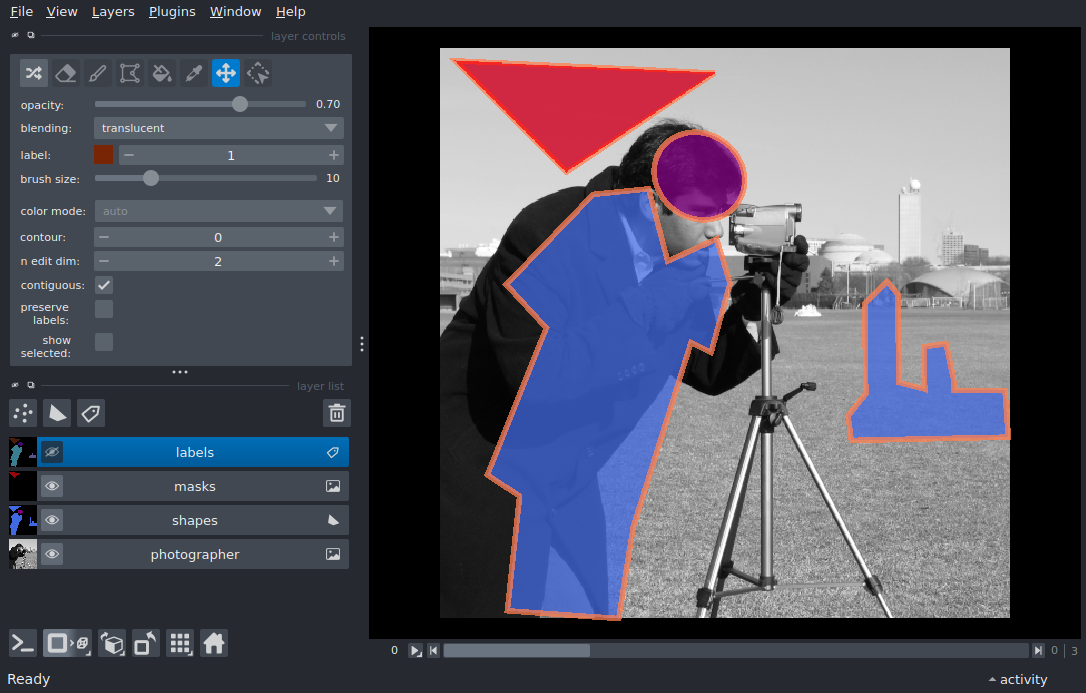 File View Layers Plugins Window Help
layer controls
opacity: 0.70
blending: translucent
label: 1
brush size: 10
color mode: auto
contour: 0
n edit dim: 2
contiguous:
preserve
labels:
show
selected:
layer list
labels
masks
shapes
photographer
0 0 | 3
Ready activity